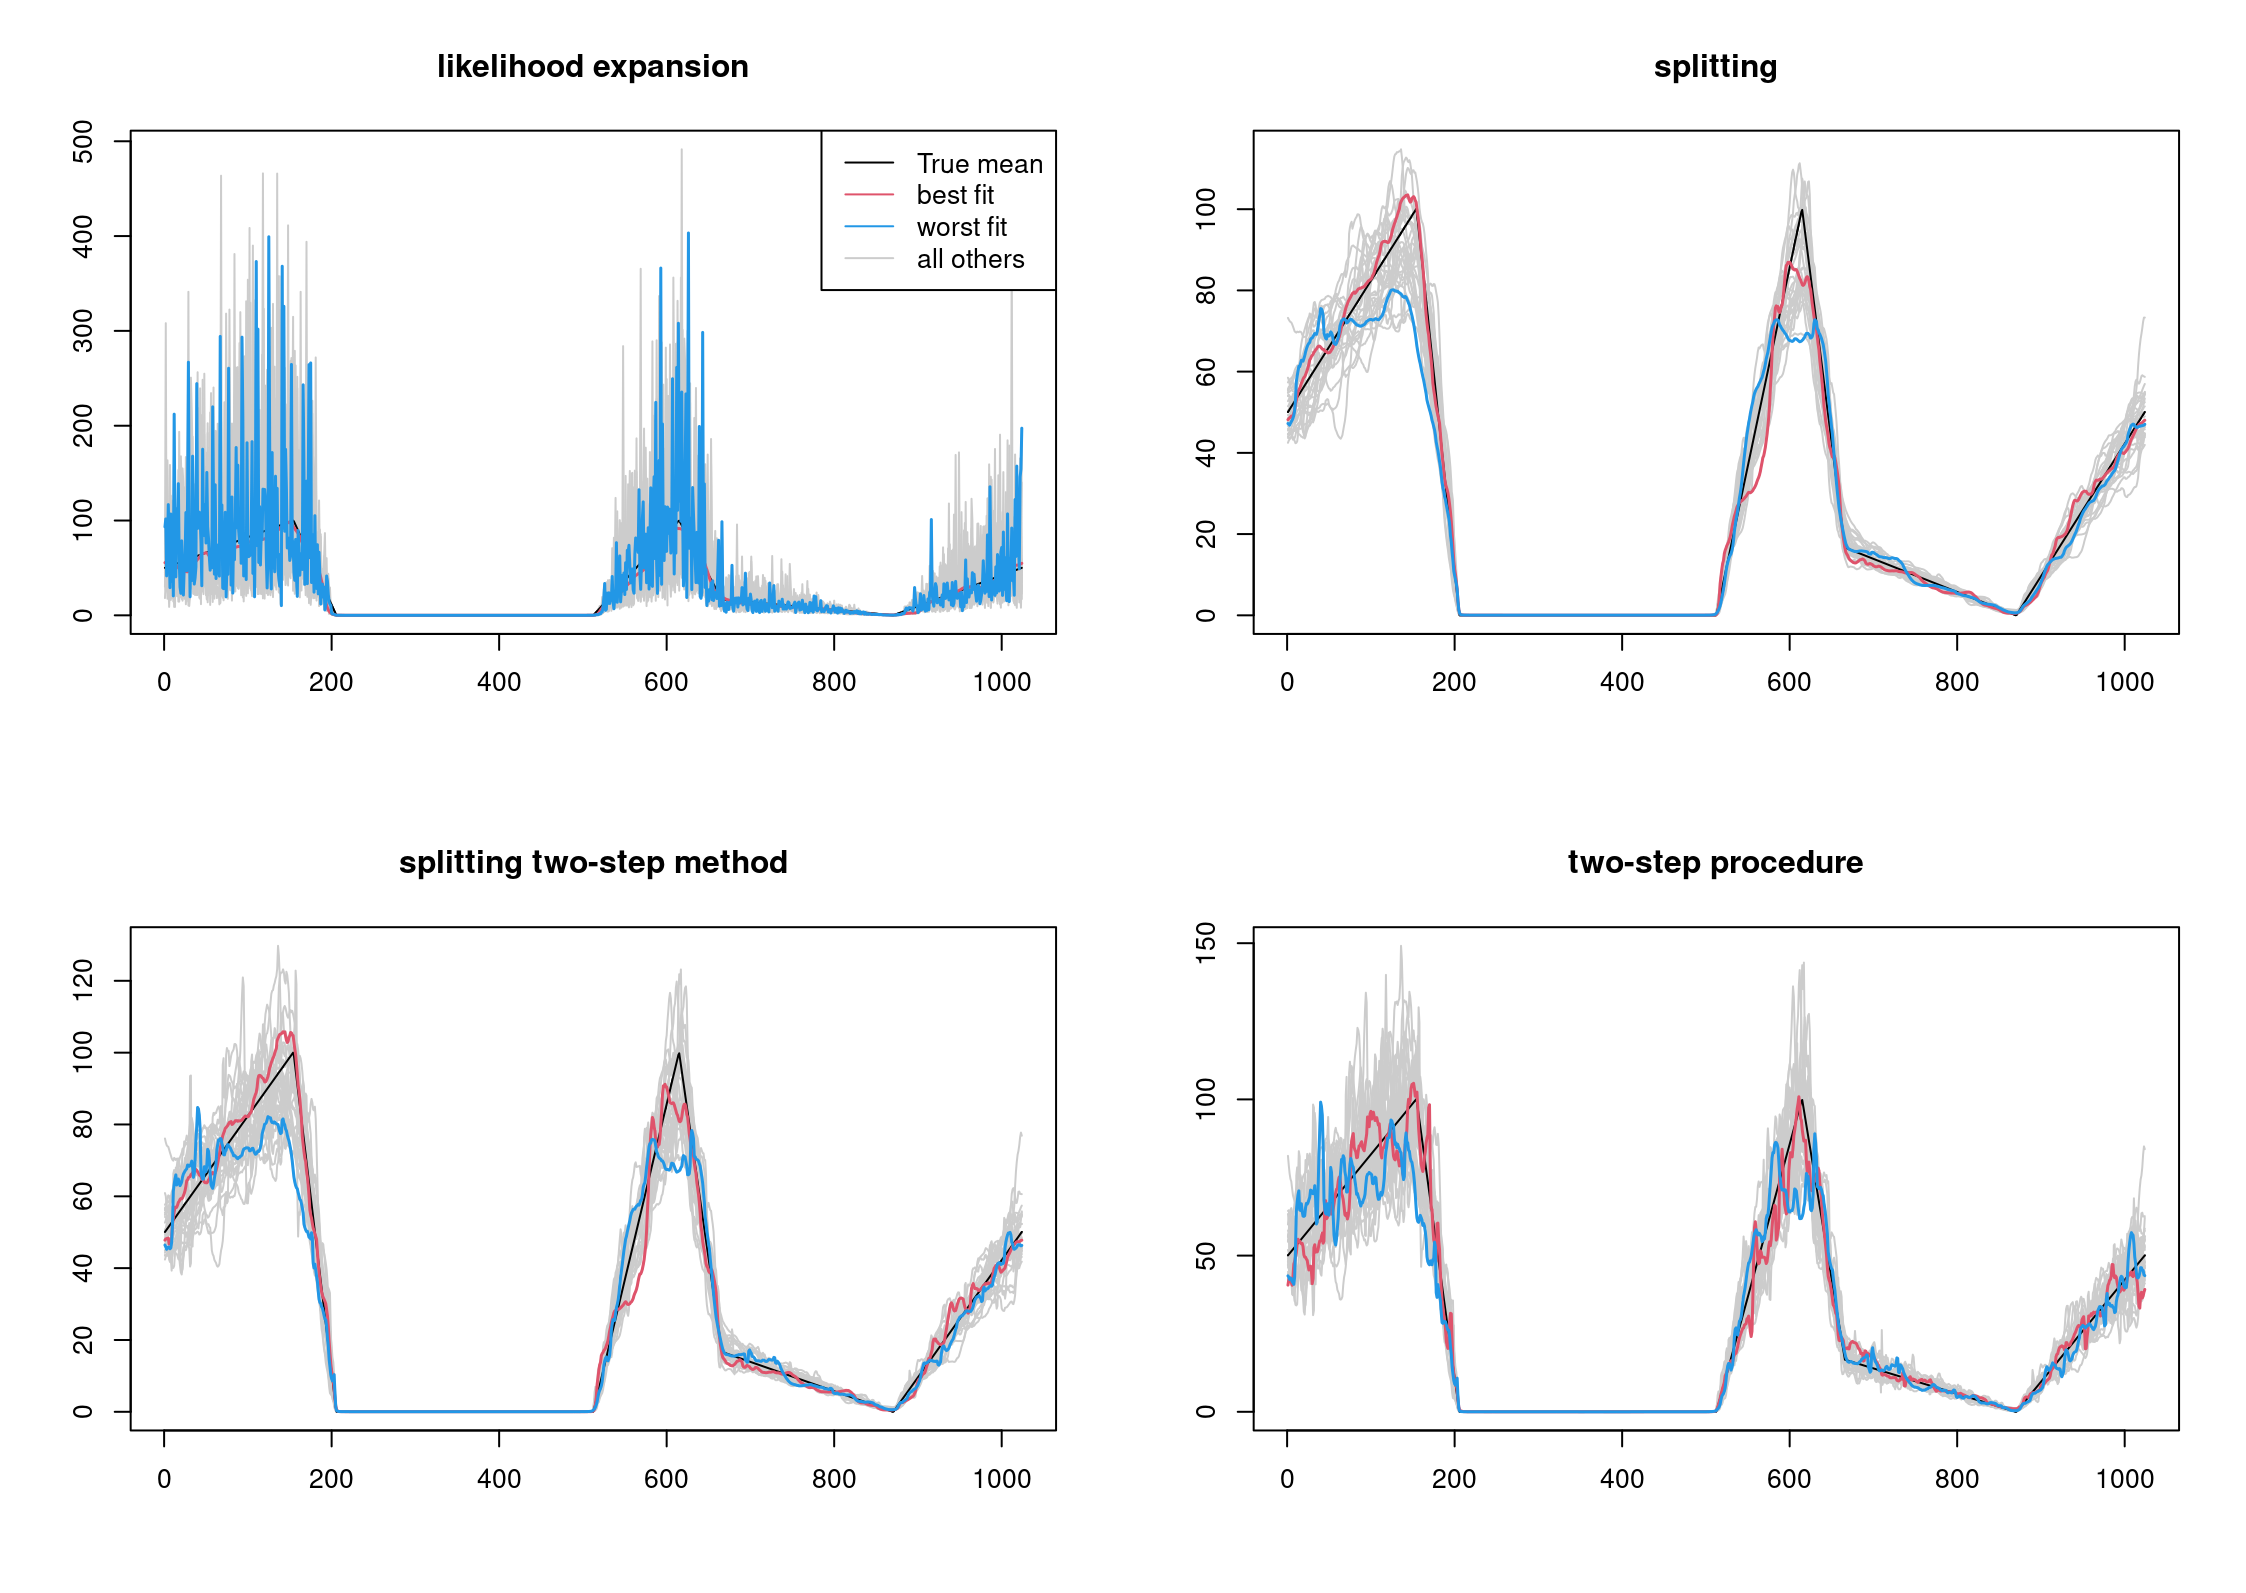 likelihood expansion
500
400
300
200
100
0
0 200 400 600 800 1000
True mean
best fit
worst fit
all others
splitting
100
80
60
40
20
0
0 200 400 600 800 1000
splitting two-step method
120
100
80
60
40
20
0
0 200 400 600 800 1000
two-step procedure
150
100
50
0
0 200 400 600 800 1000